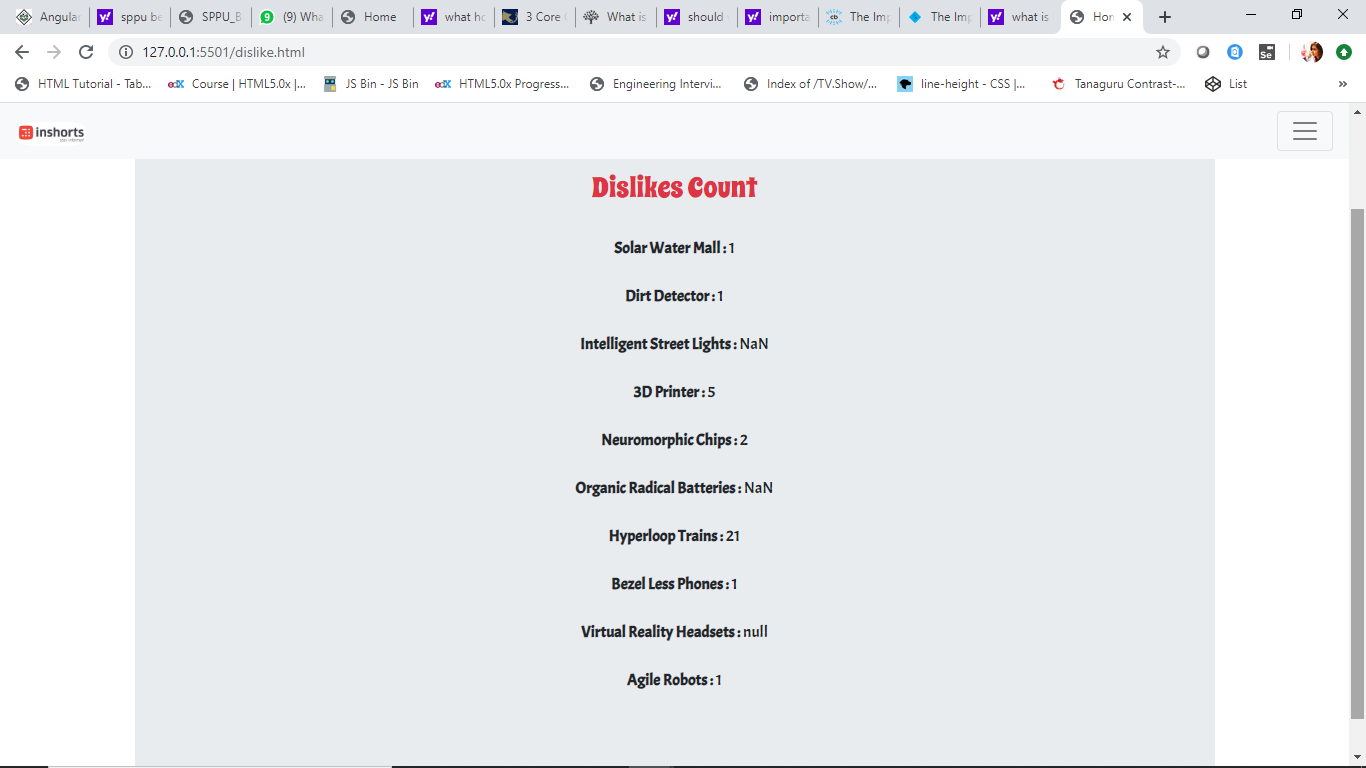 Angular
sppu be
SPPU_B
(9) Wha
Home
what ho
3 Core
What is
should
importa
The Imp
The Imp
what is
Hom
127.0.0.1:5501/dislike.html
HTML Tutorial - Tab...
Course | HTML5.0x |...
JS Bin - JS Bin
HTML5.0x Progress...
Engineering Intervi...
Index of /TV.Show/...
line-height - CSS |...
Tanaguru Contrast-...
List
»
inshorts
Dislikes Count
Solar Water Mall : 1
Dirt Detector : 1
Intelligent Street Lights : NaN
3D Printer : 5
Neuromorphic Chips : 2
Organic Radical Batteries : NaN
Hyperloop Trains : 21
Bezel Less Phones : 1
Virtual Reality Headsets : null
Agile Robots : 1